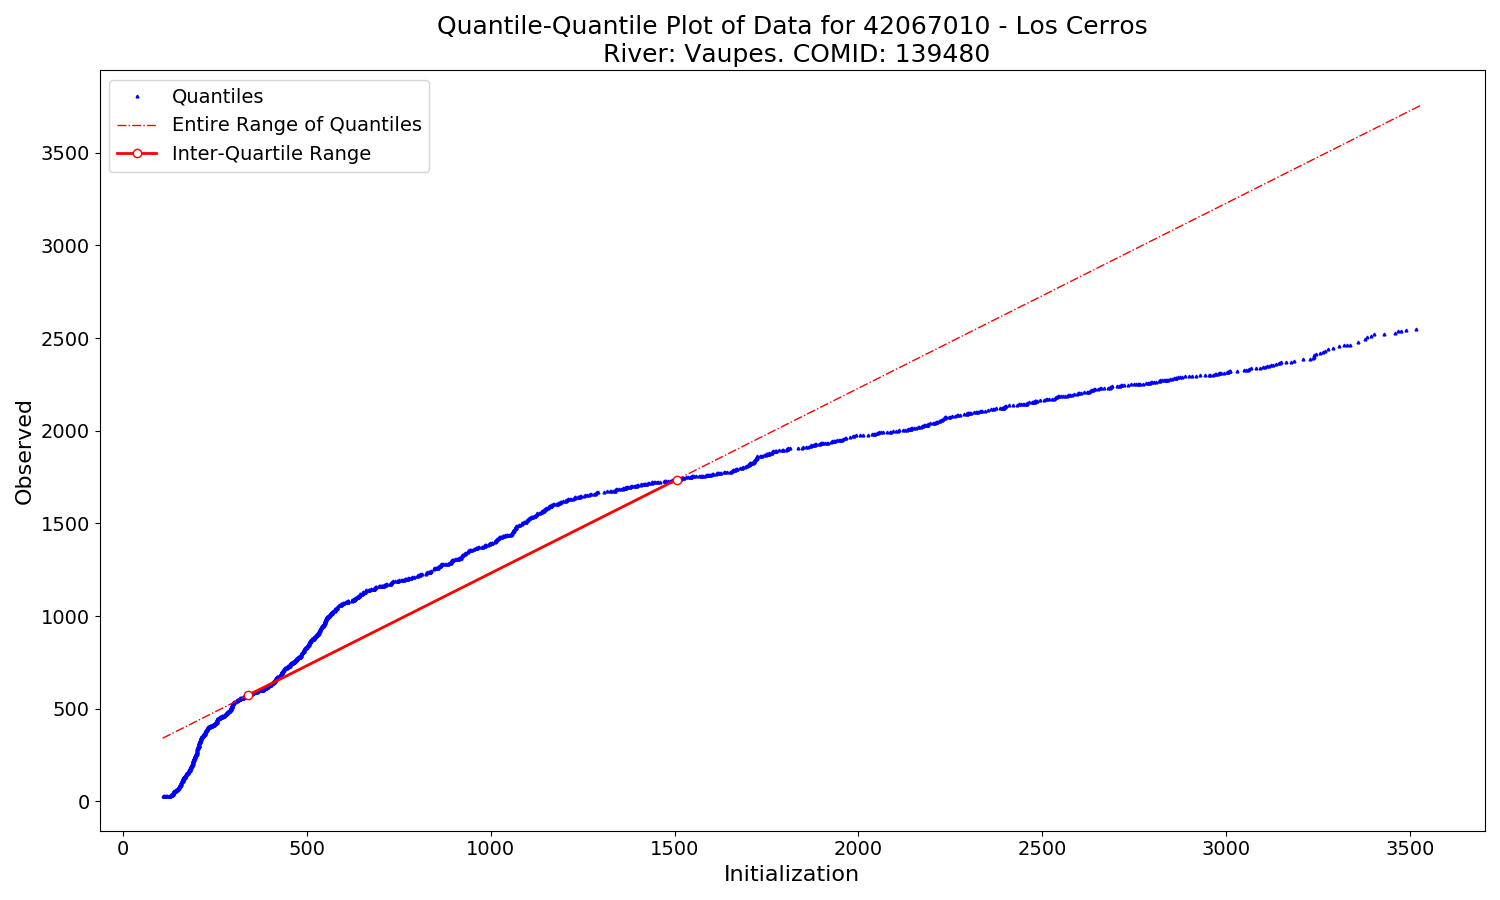 Quantile-Quantile Plot of Data for 42067010 - Los Cerros
River: Vaupes. COMID: 139480
Quantiles
Entire Range of Quantiles
Inter-Quartile Range
Observed
3500
3000
2500
2000
1500
1000
500
0
0 500 1000 1500 2000 2500 3000 3500
Initialization